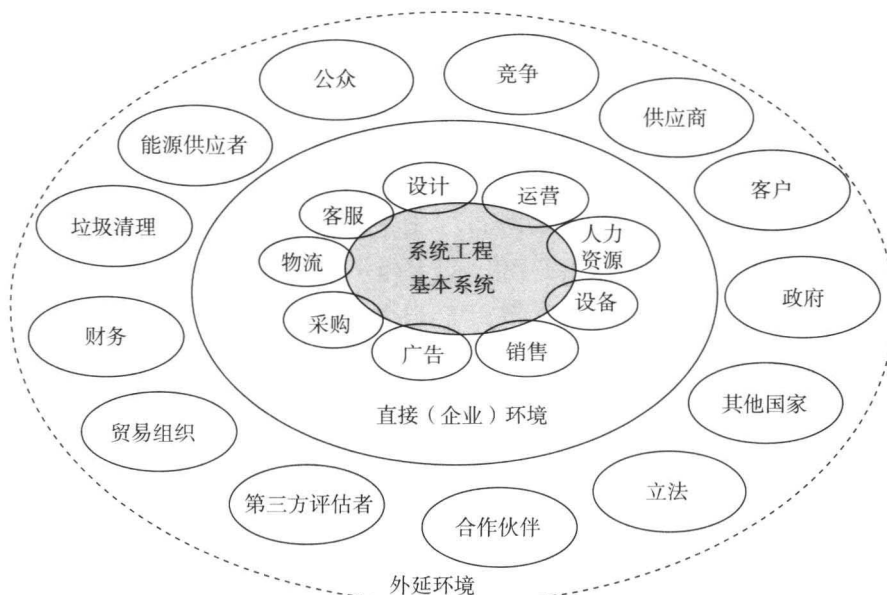 公众
竞争
供应商
能源供应者
客户
垃圾清理
设计
运营
客服
人力
资源
物流
系统工程
基本系统
设备
政府
采购
财务
广告
销售
其他国家
直接（企业）环境
贸易组织
立法
第三方评估者
合作伙伴
外延环境